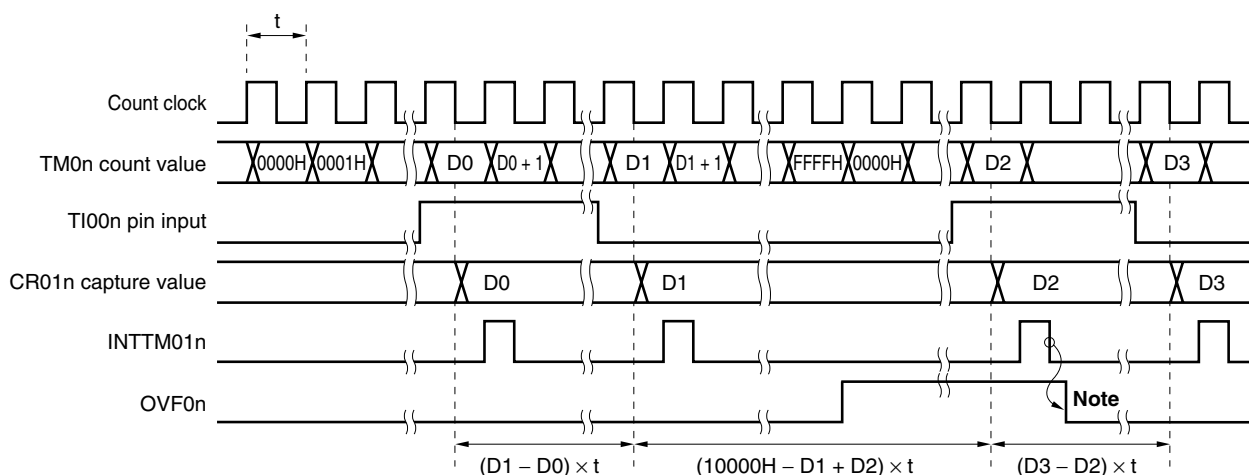 t
Count clock
TM0n count value 0000H 0001H D0 D0 + 1 D1 D1 + 1 FFFFH 0000H D2 D3
TI00n pin input
CR01n capture value D0 D1 D2 D3
INTTM01n
OVF0n Note
(D1 − D0) × t (10000H − D1 + D2) × t (D3 − D2) × t